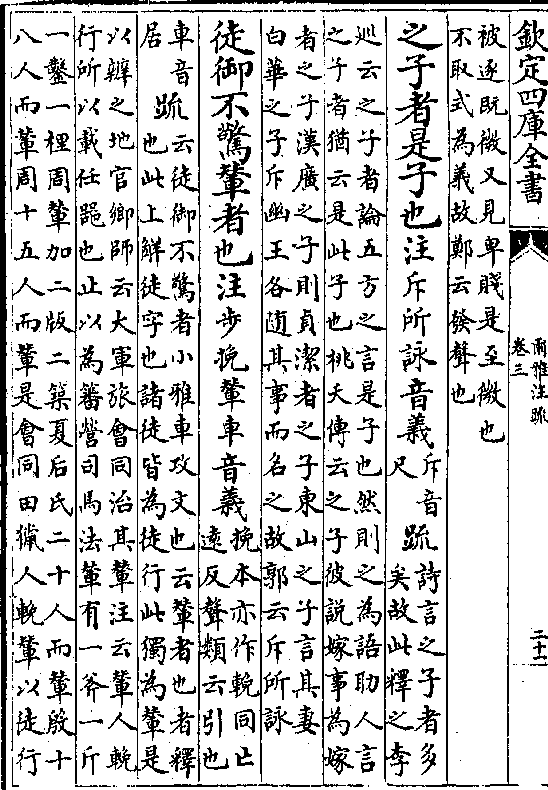 欽定四庫全書
爾雅注疏
卷三
二十一
被逐既微又見卑賤是至微也
不取式為義故鄭云發聲也
之子者是子也注斥所詠音義斥音尺疏詩言之子者多矣故此釋之李
巡云之子者論五方之言是子也然則之為語助人言
之子者猶云是此子也桃夭傳云之子彼説嫁事為嫁
者之子漢廣之子則貞潔者之子東山之子言其妻
白華之子斥幽王各随其事而名之故郭云斥所詠
徒御不驚輦者也注步挽輦車音義挽本亦作輓同亡遠反聲類云引也
車音居疏云徒御不驚者小雅車攻文也云輦者也者釋也此上解徒字也諸徒皆為徒行此獨為輦是
以辨之地官鄉師云大軍旅會同治其輦注云輦人輓
行所以載任器也止以為蕃營司馬法輦有一斧一斤
一鑿一梩周輦加二版二築夏后氏二十人而輦殷十
八人而輦周十五人而輦是會同田獵人輓輦以徒行